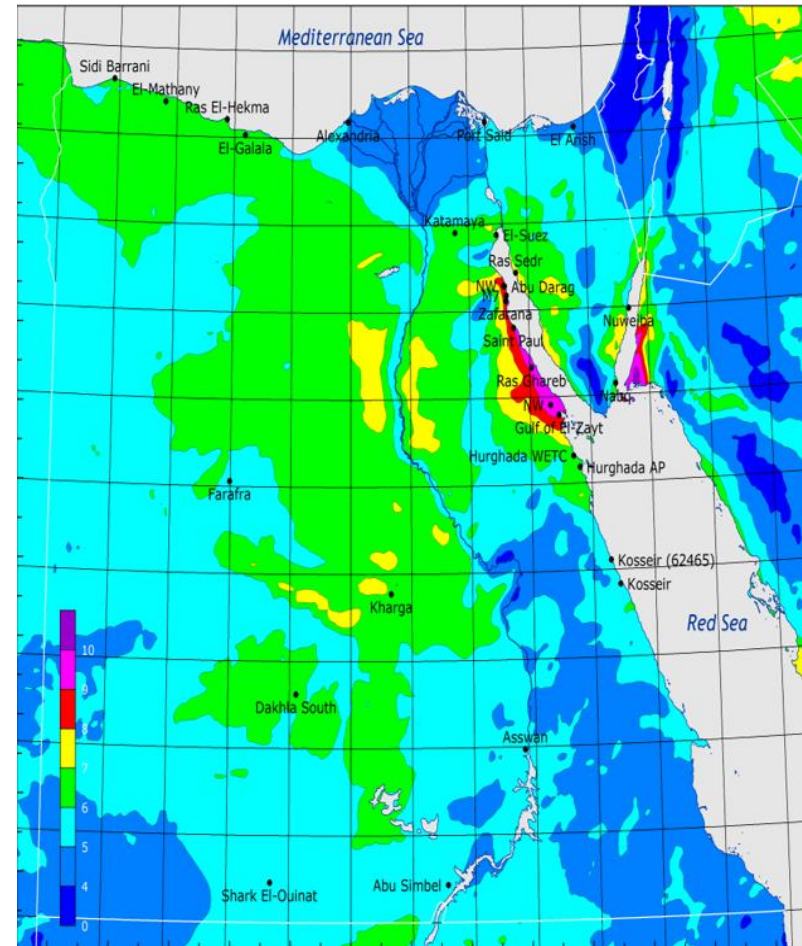 Mediterranean Sea
Sidi Barrani
El-Mathany
Ras El-Hekma
El-Galala
Alexandria
Port Said
El Arish
Katamaya
El-Suez
Ras Sedr
NW
Abu Darag
M7
Zafarana
Saint Paul
Nuweiba
Ras Ghareb
Nabq
NW
Gulf of El-Zayt
Hurghada WETC
Hurghada AP
Farafra
Kosseir (62465)
Kosseir
Kharga
Red Sea
10
9
8
7
6
5
4
0
Dakhla South
Asswan
Shark El-Ouinat
Abu Simbel